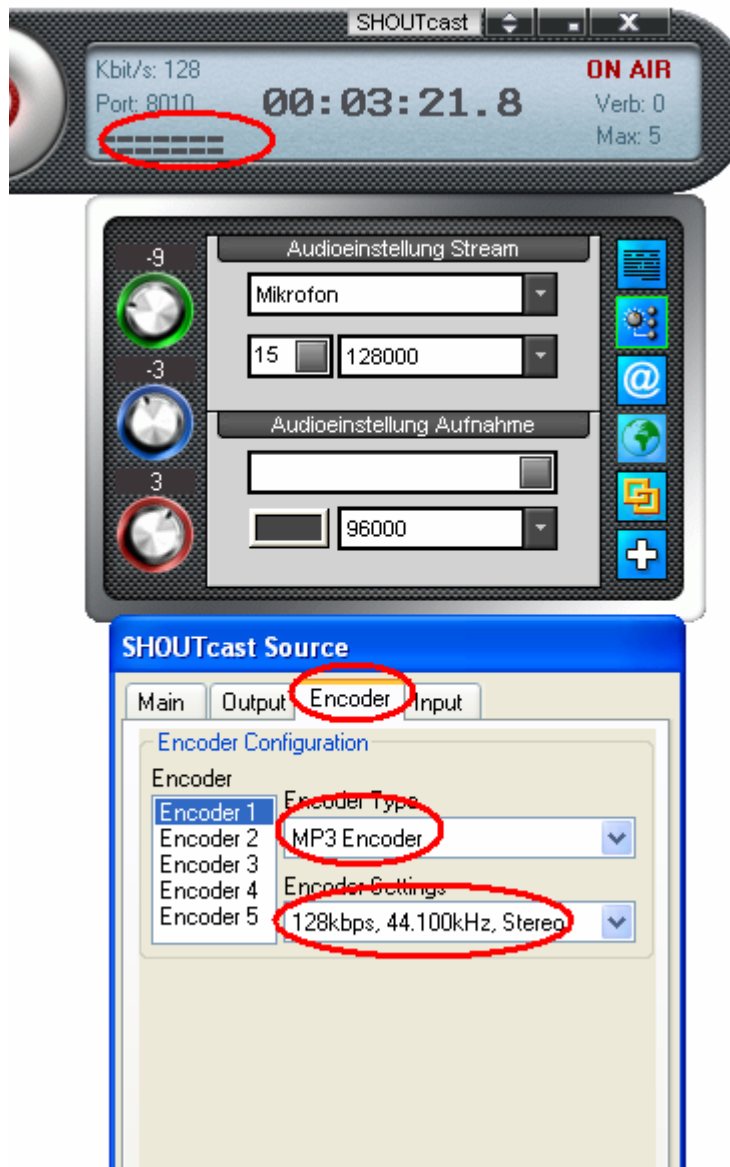 SHOUTcast
Kbit/s: 128
ON AIR
Port: 8010
00:03:21.8
Verb: 0
Max: 5
-9
-3
3
Audioeinstellung Stream
Mikrofon
15
128000
Audioeinstellung Aufnahme
96000
SHOUTcast Source
Main Output Encoder Input
Encoder Configuration
Encoder
Encoder 1
Encoder 2
Encoder 3
Encoder 4
Encoder 5
Encoder Type
MP3 Encoder
Encoder Settings
128kbps, 44.100kHz, Stereo